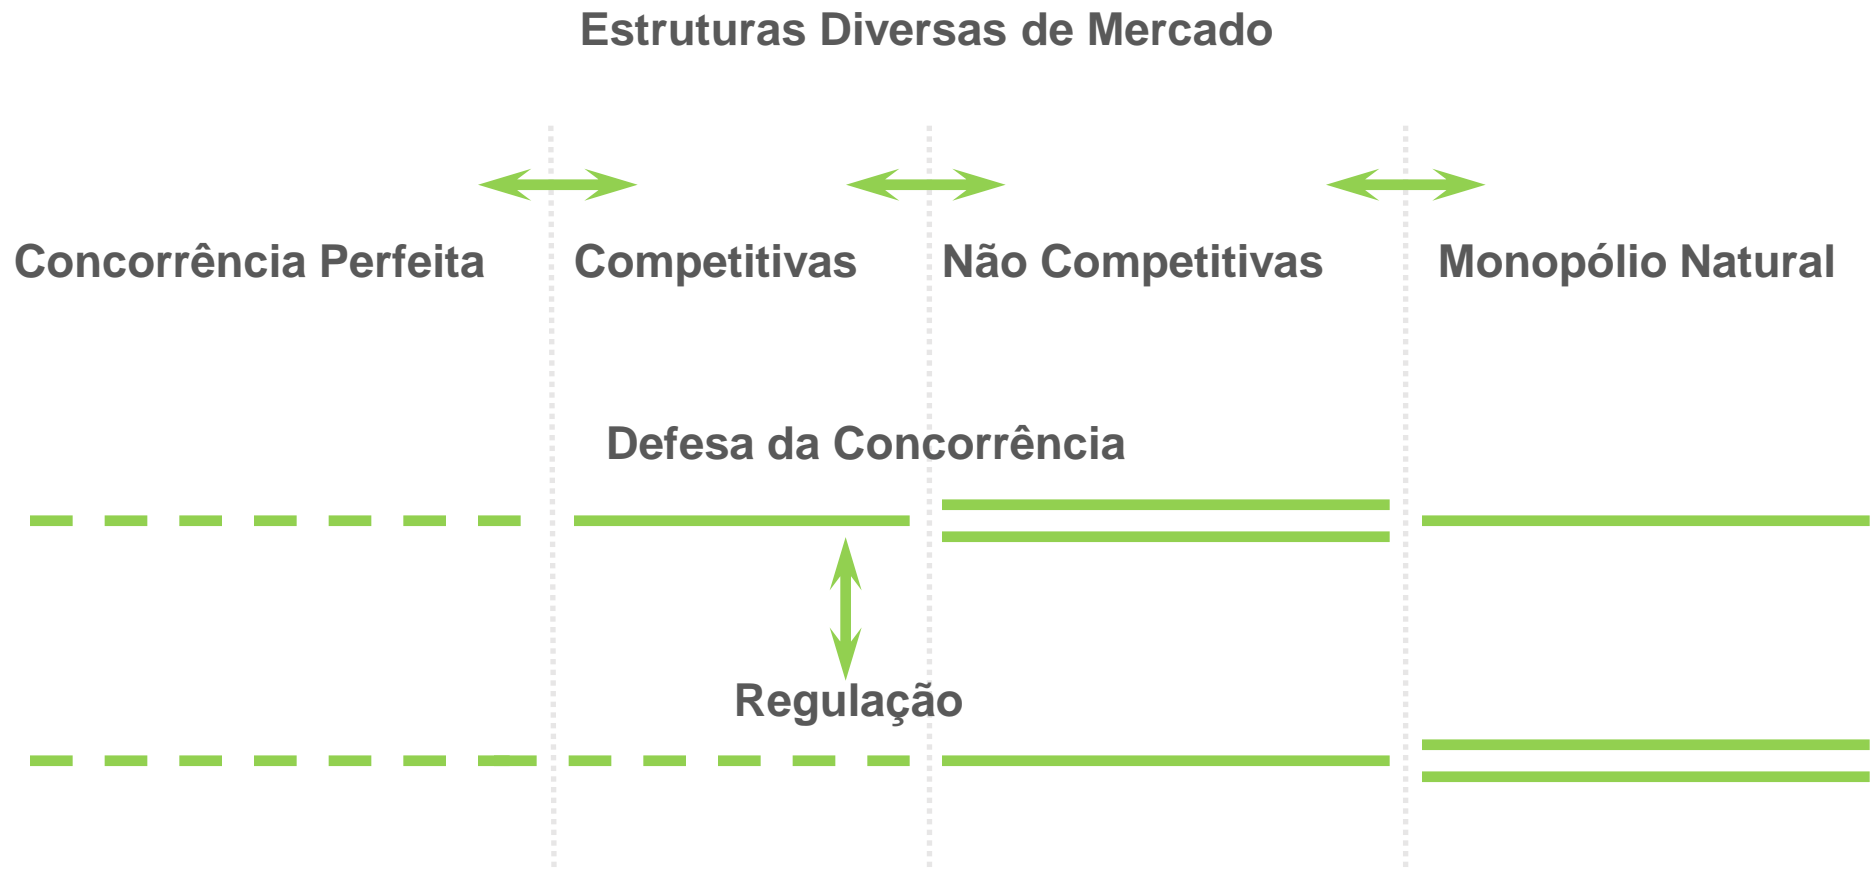 Estruturas Diversas de Mercado
Concorrência Perfeita
Competitivas
Não Competitivas
Monopólio Natural
Defesa da Concorrência
Regulação